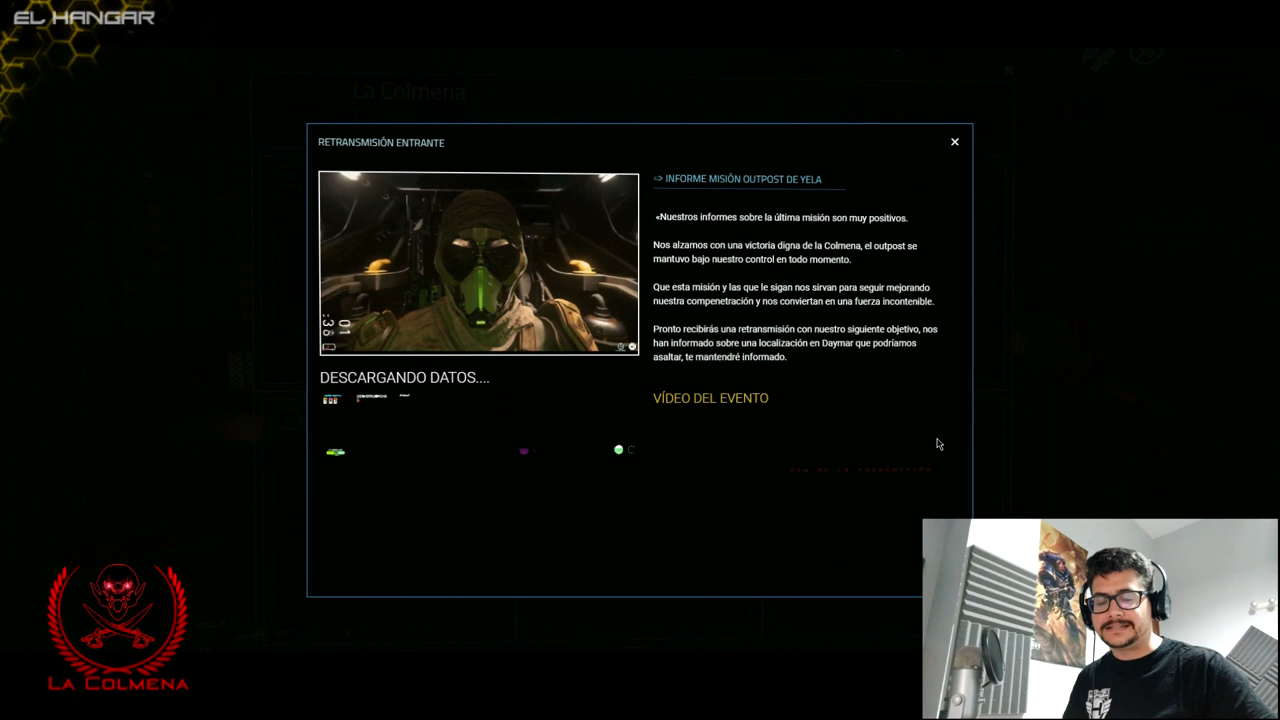 EL HANGAR
La Colmena
RETRANSMISIÓN ENTRANTE
-> INFORME MISIÓN OUTPOST DE YELA
«Nuestros informes sobre la última misión son muy positivos.
Nos alzamos con una victoria digna de la Colmena, el outpost se
mantuvo bajo nuestro control en todo momento.
Que esta misión y las que le sigan nos sirvan para seguir mejorando
nuestra compenetración y nos conviertan en una fuerza incontenible.
Pronto recibirás una retransmisión con nuestro siguiente objetivo, nos
han informado sobre una localización en Daymar que podríamos
asaltar, te mantendré informado.
DESCARGANDO DATOS....
VÍDEO DEL EVENTO
LA COLMENA